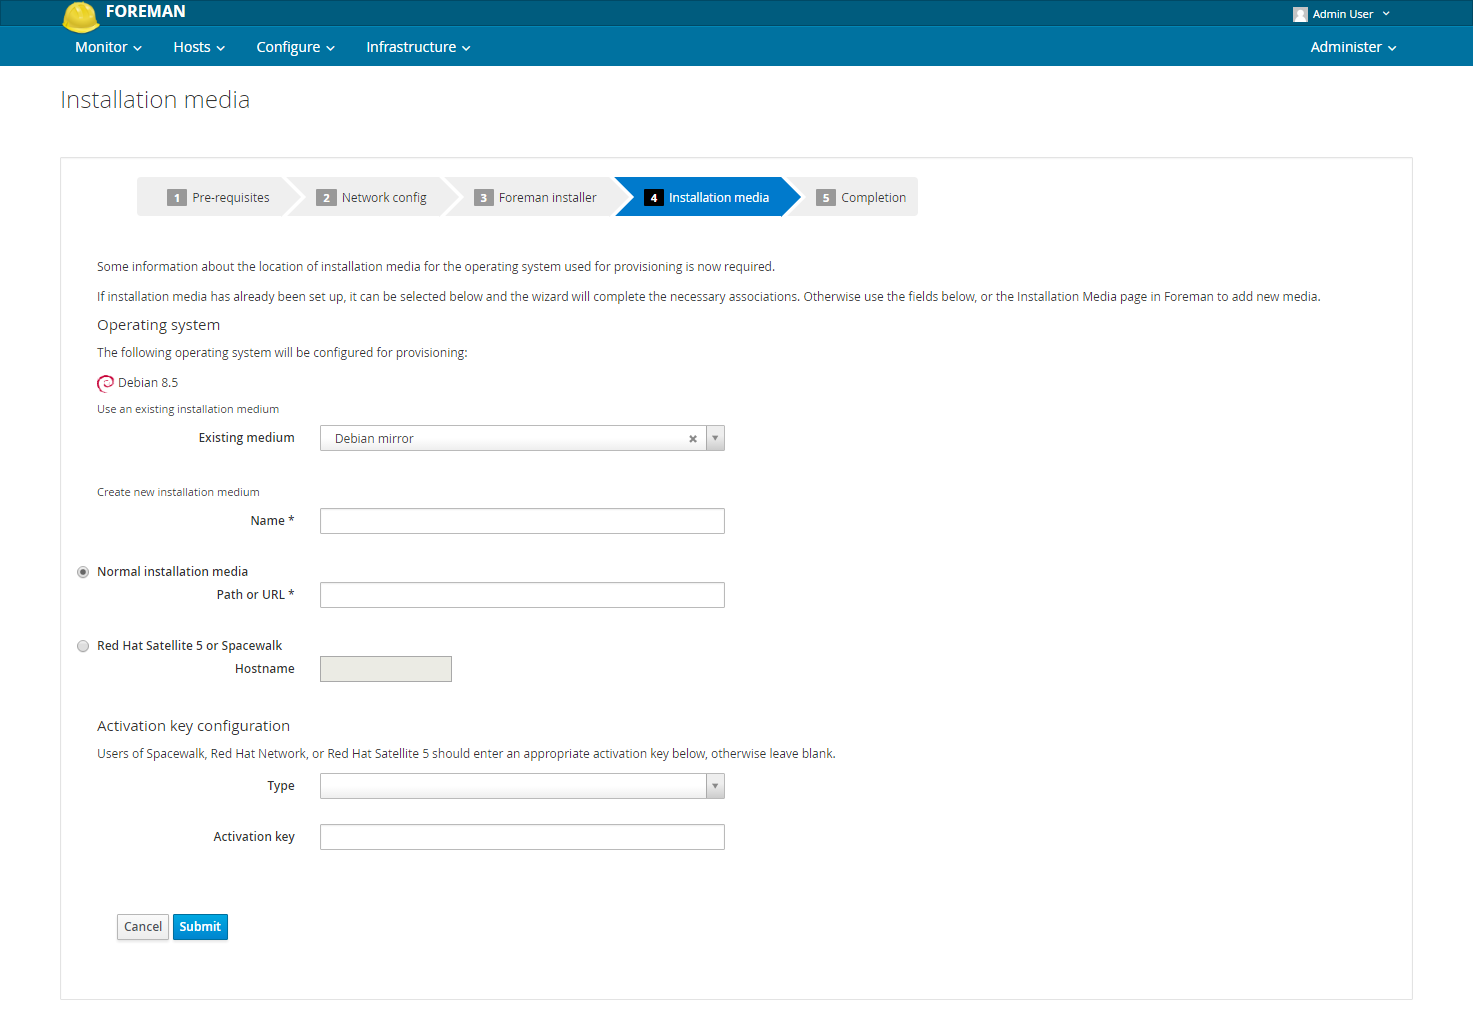 FOREMAN
Admin User
Monitor
Hosts
Configure
Infrastructure
Administer
Installation media
1 Pre-requisites
2 Network config
3 Foreman installer
4 Installation media
5 Completion
Some information about the location of installation media for the operating system used for provisioning is now required.
If installation media has already been set up, it can be selected below and the wizard will complete the necessary associations. Otherwise use the fields below, or the Installation Media page in Foreman to add new media.
Operating system
The following operating system will be configured for provisioning:
Debian 8.5
Use an existing installation medium
Existing medium
Debian mirror
Create new installation medium
Name *
Normal installation media
Path or URL *
Red Hat Satellite 5 or Spacewalk
Hostname
Activation key configuration
Users of Spacewalk, Red Hat Network, or Red Hat Satellite 5 should enter an appropriate activation key below, otherwise leave blank.
Type
Activation key
Cancel
Submit